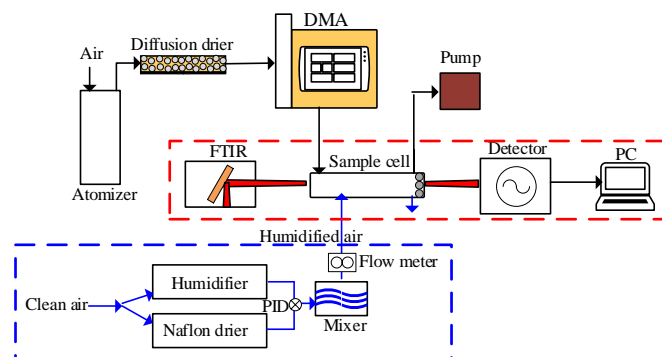 DMA
Diffusion drier
Air
Pump
Atomizer
FTIR
Sample cell
Detector
PC
Humidified air
Flow meter
Humidifier
Clean air
PID
Naflon drier
Mixer